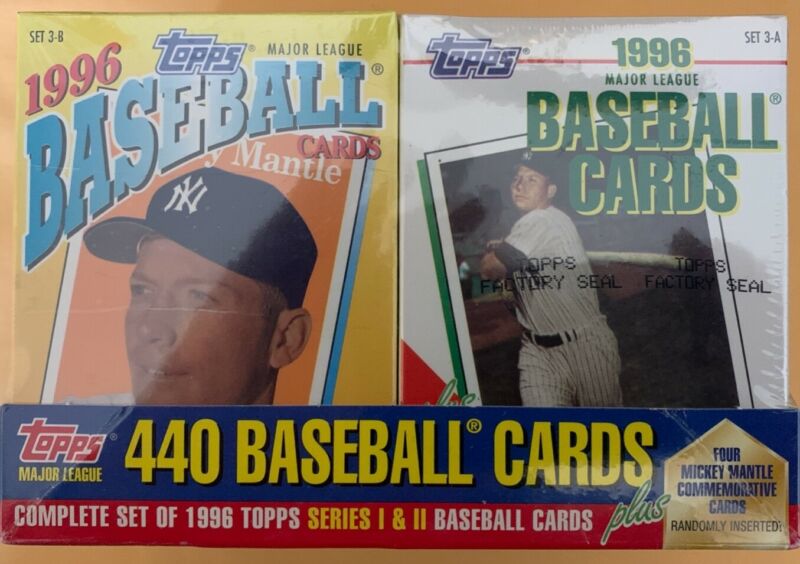 SET 3-B
TOPPS®
MAJOR LEAGUE
1996
BASEBALL®
CARDS
y Mantle
NY
TOPPS
1996
SET 3-A
MAJOR LEAGUE
BASEBALL®
CARDS
TOPPS TOPPS
FACTORY SEAL FACTORY SEAL
plus
TOPPS®
MAJOR LEAGUE
440 BASEBALL® CARDS
COMPLETE SET OF 1996 TOPPS SERIES I & II BASEBALL CARDS plus
FOUR
MICKEY MANTLE
COMMEMORATIVE
CARDS
RANDOMLY INSERTED!